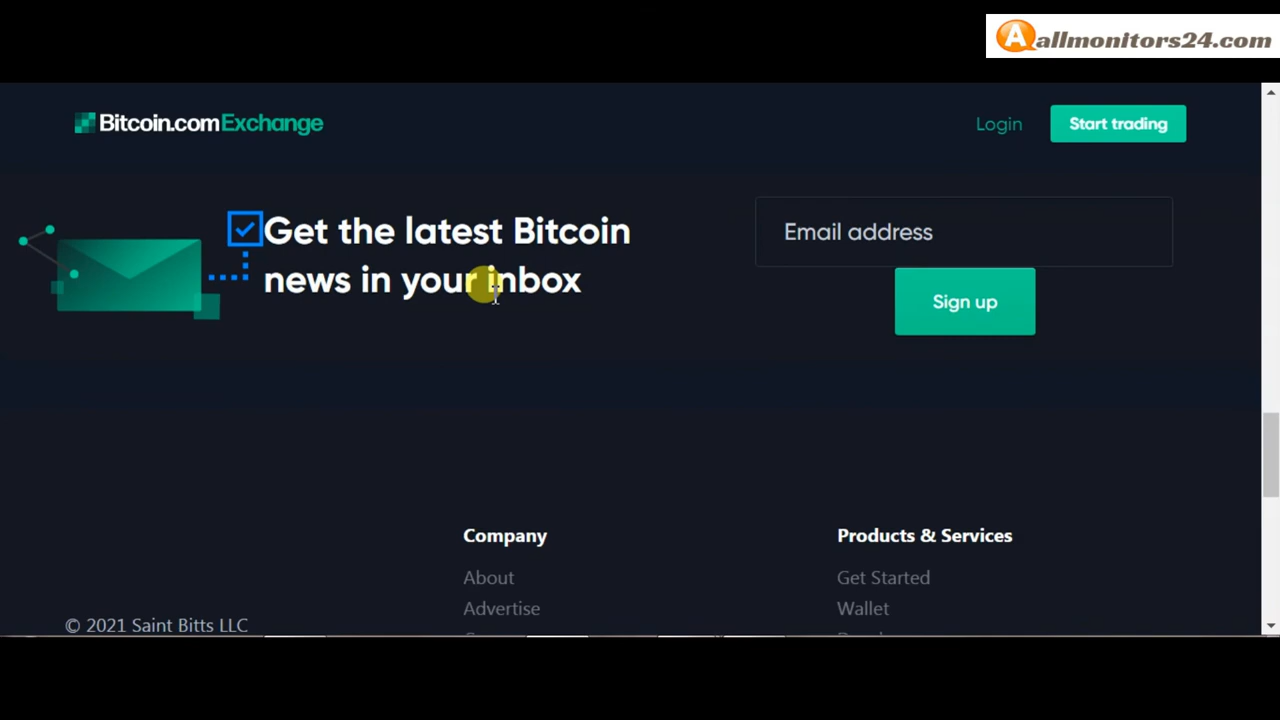 allmonitors24.com
Bitcoin.com Exchange
Login
Start trading
Get the latest Bitcoin
news in your inbox
Email address
Sign up
Company
Products & Services
About
Get Started
Advertise
Wallet
© 2021 Saint Bitts LLC